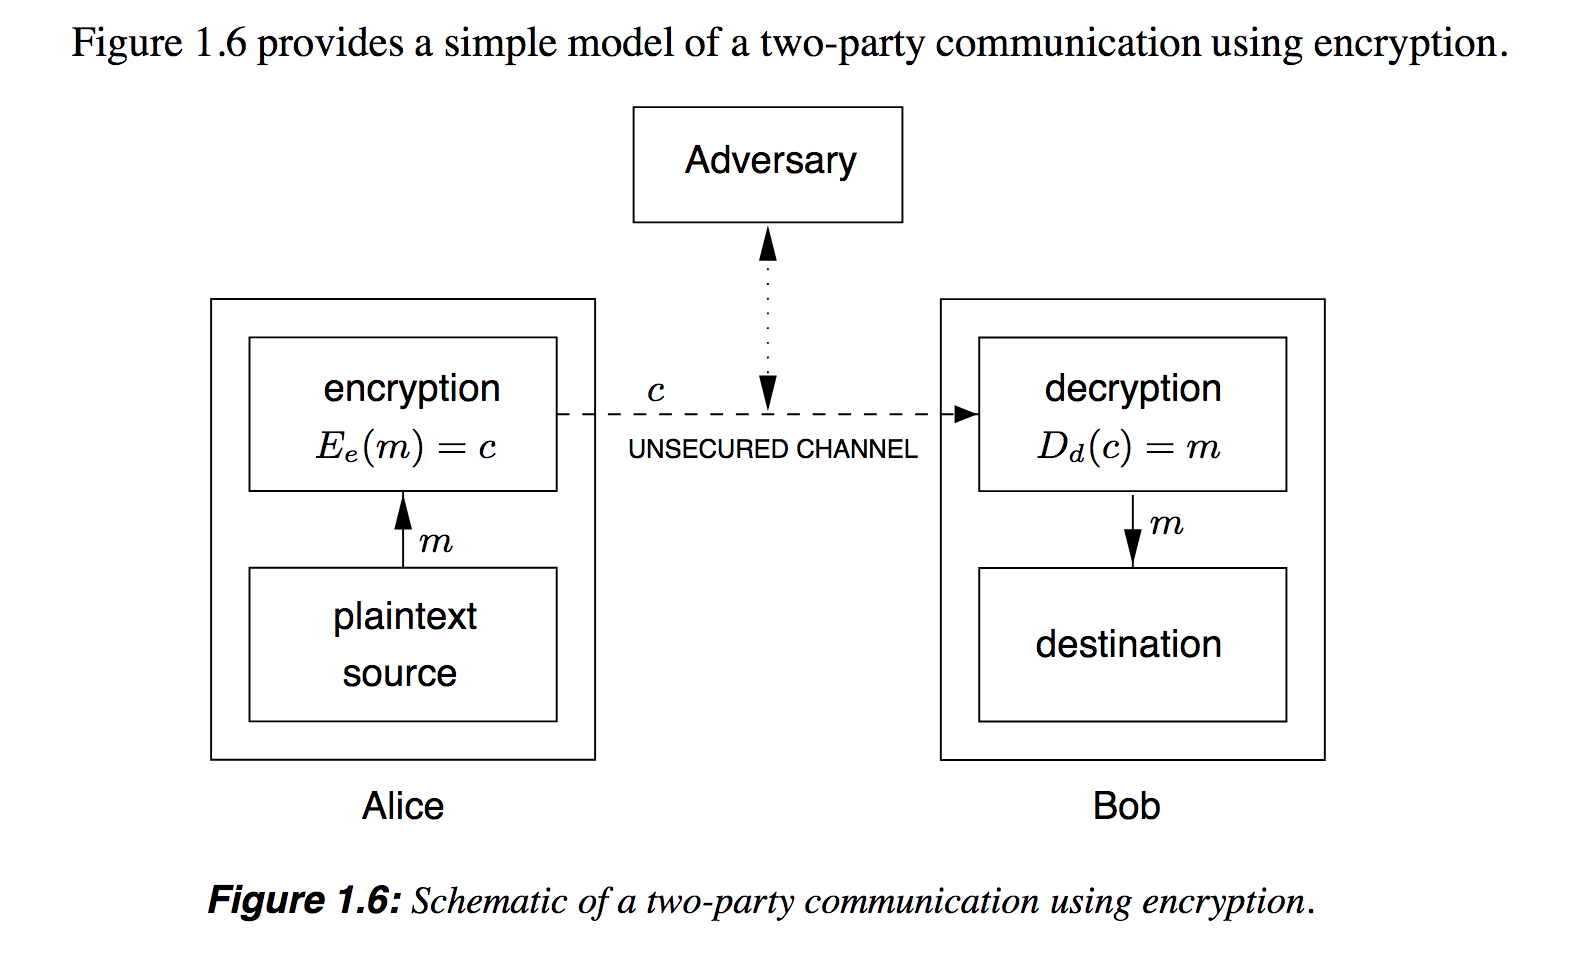 Figure 1.6 provides a simple model of a two-party communication using encryption.
Adversary
encryption
E_e(m) = c
m
plaintext
source
Alice
c
UNSECURED CHANNEL
decryption
D_d(c) = m
m
destination
Bob
Figure 1.6: Schematic of a two-party communication using encryption.